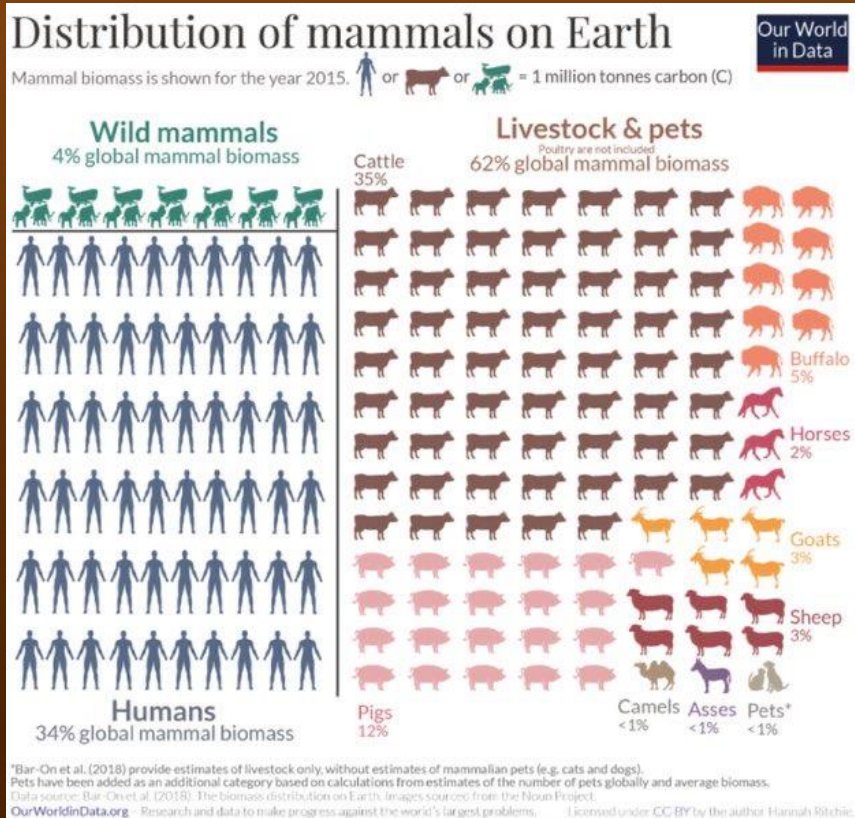 Distribution of mammals on Earth
Our World
in Data
Mammal biomass is shown for the year 2015. or or = 1 million tonnes carbon (C)
Wild mammals
4% global mammal biomass
Livestock & pets
Poultry are not included
62% global mammal biomass
Cattle
35%
Buffalo
5%
Horses
2%
Goats
3%
Sheep
3%
Humans
34% global mammal biomass
Pigs
12%
Camels
<1%
Asses
<1%
Pets*
<1%
*Bar-On et al. (2018) provide estimates of livestock only, without estimates of mammalian pets (e.g. cats and dogs).
Pets have been added as an additional category based on calculations from estimates of the number of pets globally and average biomass.
Data source: Bar-On et al. (2018). The biomass distribution on Earth. Images sourced from the Noun Project.
OurWorldinData.org – Research and data to make progress against the world's largest problems. Licensed under CC-BY by the author Hannah Ritchie.